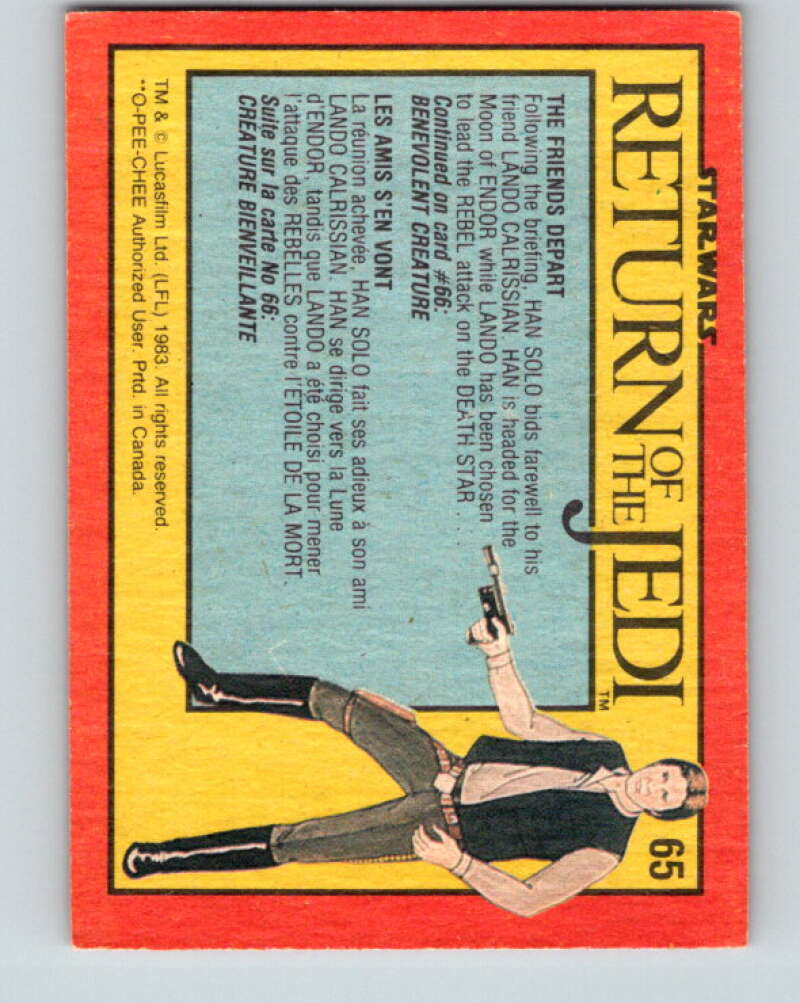 STAR WARS
RETURN OF THE JEDI TM
65
THE FRIENDS DEPART
Following the briefing, HAN SOLO bids farewell to his
friend LANDO CALRISSIAN. HAN is headed for the
Moon of ENDOR while LANDO has been chosen
to lead the REBEL attack on the DEATH STAR . . .
Continued on card #66:
BENEVOLENT CREATURE
LES AMIS S'EN VONT
La réunion achevée, HAN SOLO fait ses adieux à son ami
LANDO CALRISSIAN. HAN se dirige vers la Lune
d'ENDOR, tandis que LANDO a été choisi pour mener
l'attaque des REBELLES contre l'ÉTOILE DE LA MORT.
Suite sur la carte No 66:
CREATURE BIENVEILLANTE
TM & © Lucasfilm Ltd. (LFL) 1983. All rights reserved.
**O-PEE-CHEE Authorized User. Prtd. in Canada.